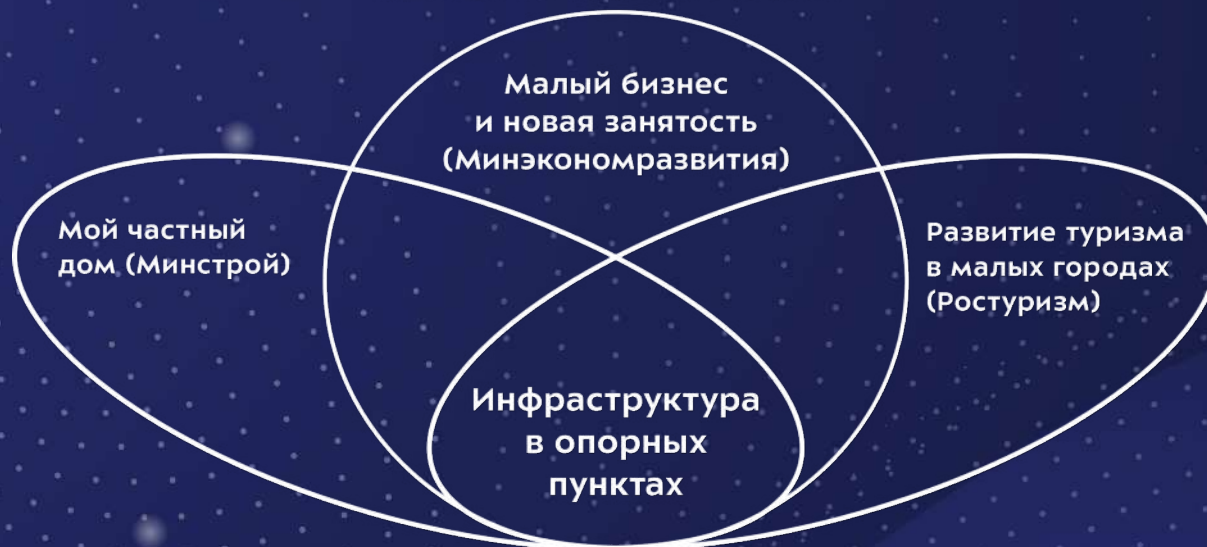 Малый бизнес
и новая занятость
(Минэкономразвития)
Мой частный
дом (Минстрой)
Развитие туризма
в малых городах
(Ростуризм)
Инфраструктура
в опорных
пунктах